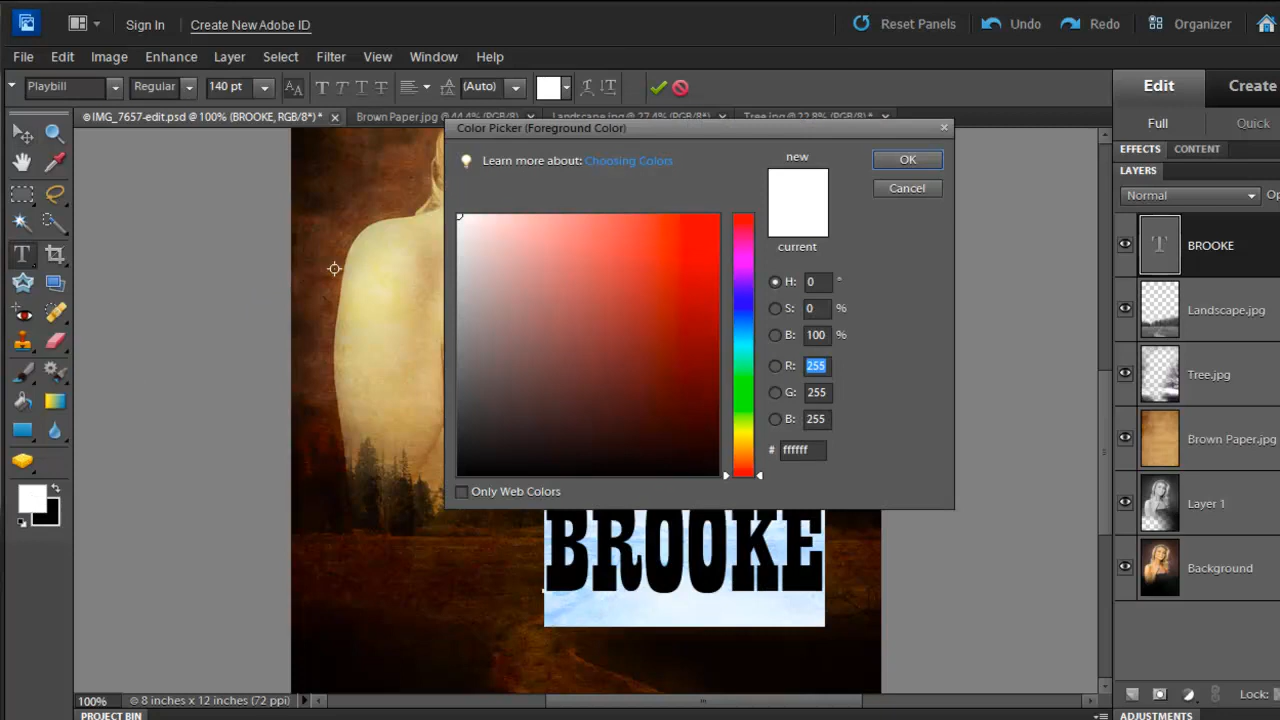 Sign In Create New Adobe ID Reset Panels Undo Redo Organizer
File Edit Image Enhance Layer Select Filter View Window Help
Playbill Regular 140 pt (Auto) Edit Create
IMG_7657-edit.psd @ 100% (BROOKE, RGB/8*) *
Full Quick
Color Picker (Foreground Color)
EFFECTS CONTENT
Learn more about: Choosing Colors
new
OK
Cancel
LAYERS
Normal
current
BROOKE
H: 0 °
S: 0 %
B: 100 %
Landscape.jpg
R: 255
G: 255
B: 255
Tree.jpg
# ffffff
Brown Paper.jpg
Only Web Colors
Layer 1
BROOKE
Background
100% 8 inches x 12 inches (72 ppi)
Lock:
PROJECT BIN
ADJUSTMENTS